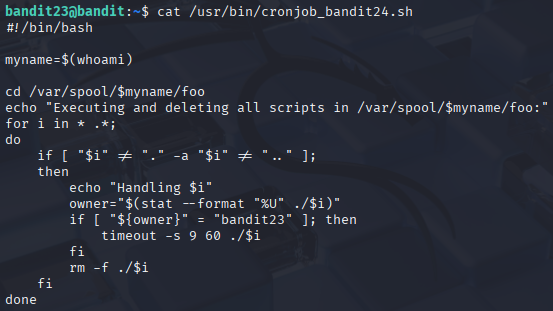 bandit23@bandit:~$ cat /usr/bin/cronjob_bandit24.sh
#!/bin/bash

myname=$(whoami)

cd /var/spool/$myname/foo
echo "Executing and deleting all scripts in /var/spool/$myname/foo:"
for i in * .*;
do
    if [ "$i" != "." -a "$i" != ".." ];
    then
        echo "Handling $i"
        owner="$(stat --format "%U" ./$i)"
        if [ "${owner}" = "bandit23" ]; then
            timeout -s 9 60 ./$i
        fi
        rm -f ./$i
    fi
done